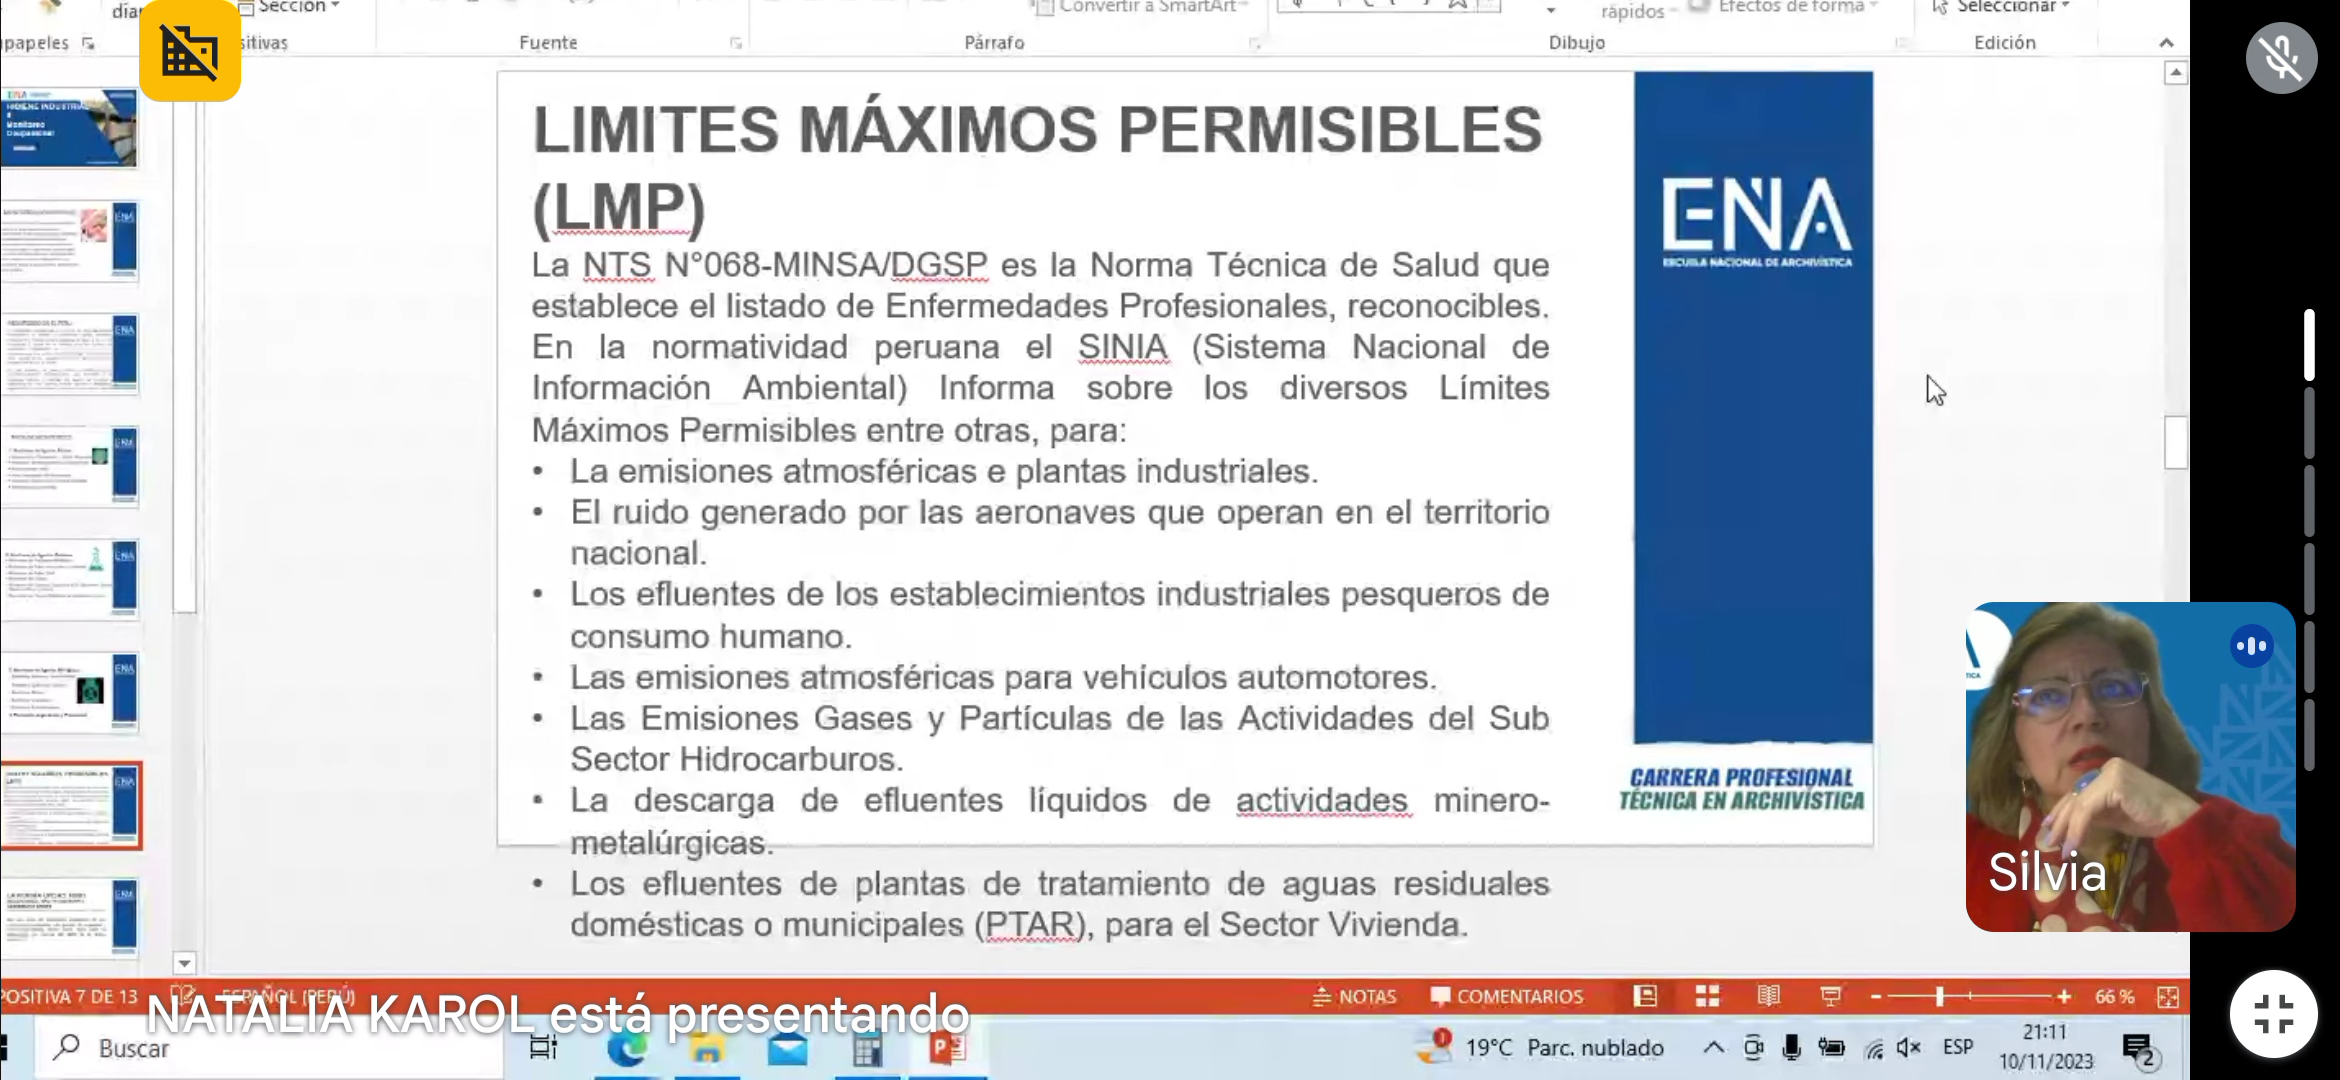 Sección
Convertir a SmartArt
rápidos
Efectos de forma
Seleccionar
Fuente
Párrafo
Dibujo
Edición
LIMITES MÁXIMOS PERMISIBLES
(LMP)
La NTS N°068-MINSA/DGSP es la Norma Técnica de Salud que
establece el listado de Enfermedades Profesionales, reconocibles.
En la normatividad peruana el SINIA (Sistema Nacional de
Información Ambiental) Informa sobre los diversos Límites
Máximos Permisibles entre otras, para:
• La emisiones atmosféricas e plantas industriales.
• El ruido generado por las aeronaves que operan en el territorio
nacional.
• Los efluentes de los establecimientos industriales pesqueros de
consumo humano.
• Las emisiones atmosféricas para vehículos automotores.
• Las Emisiones Gases y Partículas de las Actividades del Sub
Sector Hidrocarburos.
• La descarga de efluentes líquidos de actividades minero-
metalúrgicas.
• Los efluentes de plantas de tratamiento de aguas residuales
domésticas o municipales (PTAR), para el Sector Vivienda.
ENA
ESCUELA NACIONAL DE ARCHIVÍSTICA
CARRERA PROFESIONAL
TÉCNICA EN ARCHIVÍSTICA
Silvia
OSITIVA 7 DE 13
ESPAÑOL (PERÚ)
NOTAS
COMENTARIOS
66 %
NATALIA KAROL está presentando
Buscar
19°C Parc. nublado
ESP
21:11
10/11/2023
2